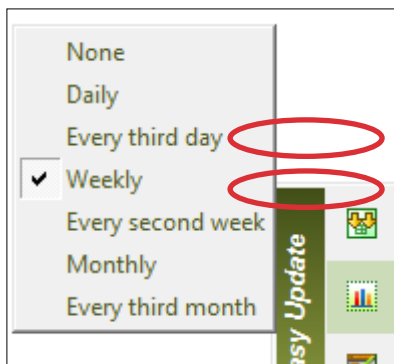 None
Daily
Every third day
Weekly
Every second week
Monthly
Every third month
asy Update